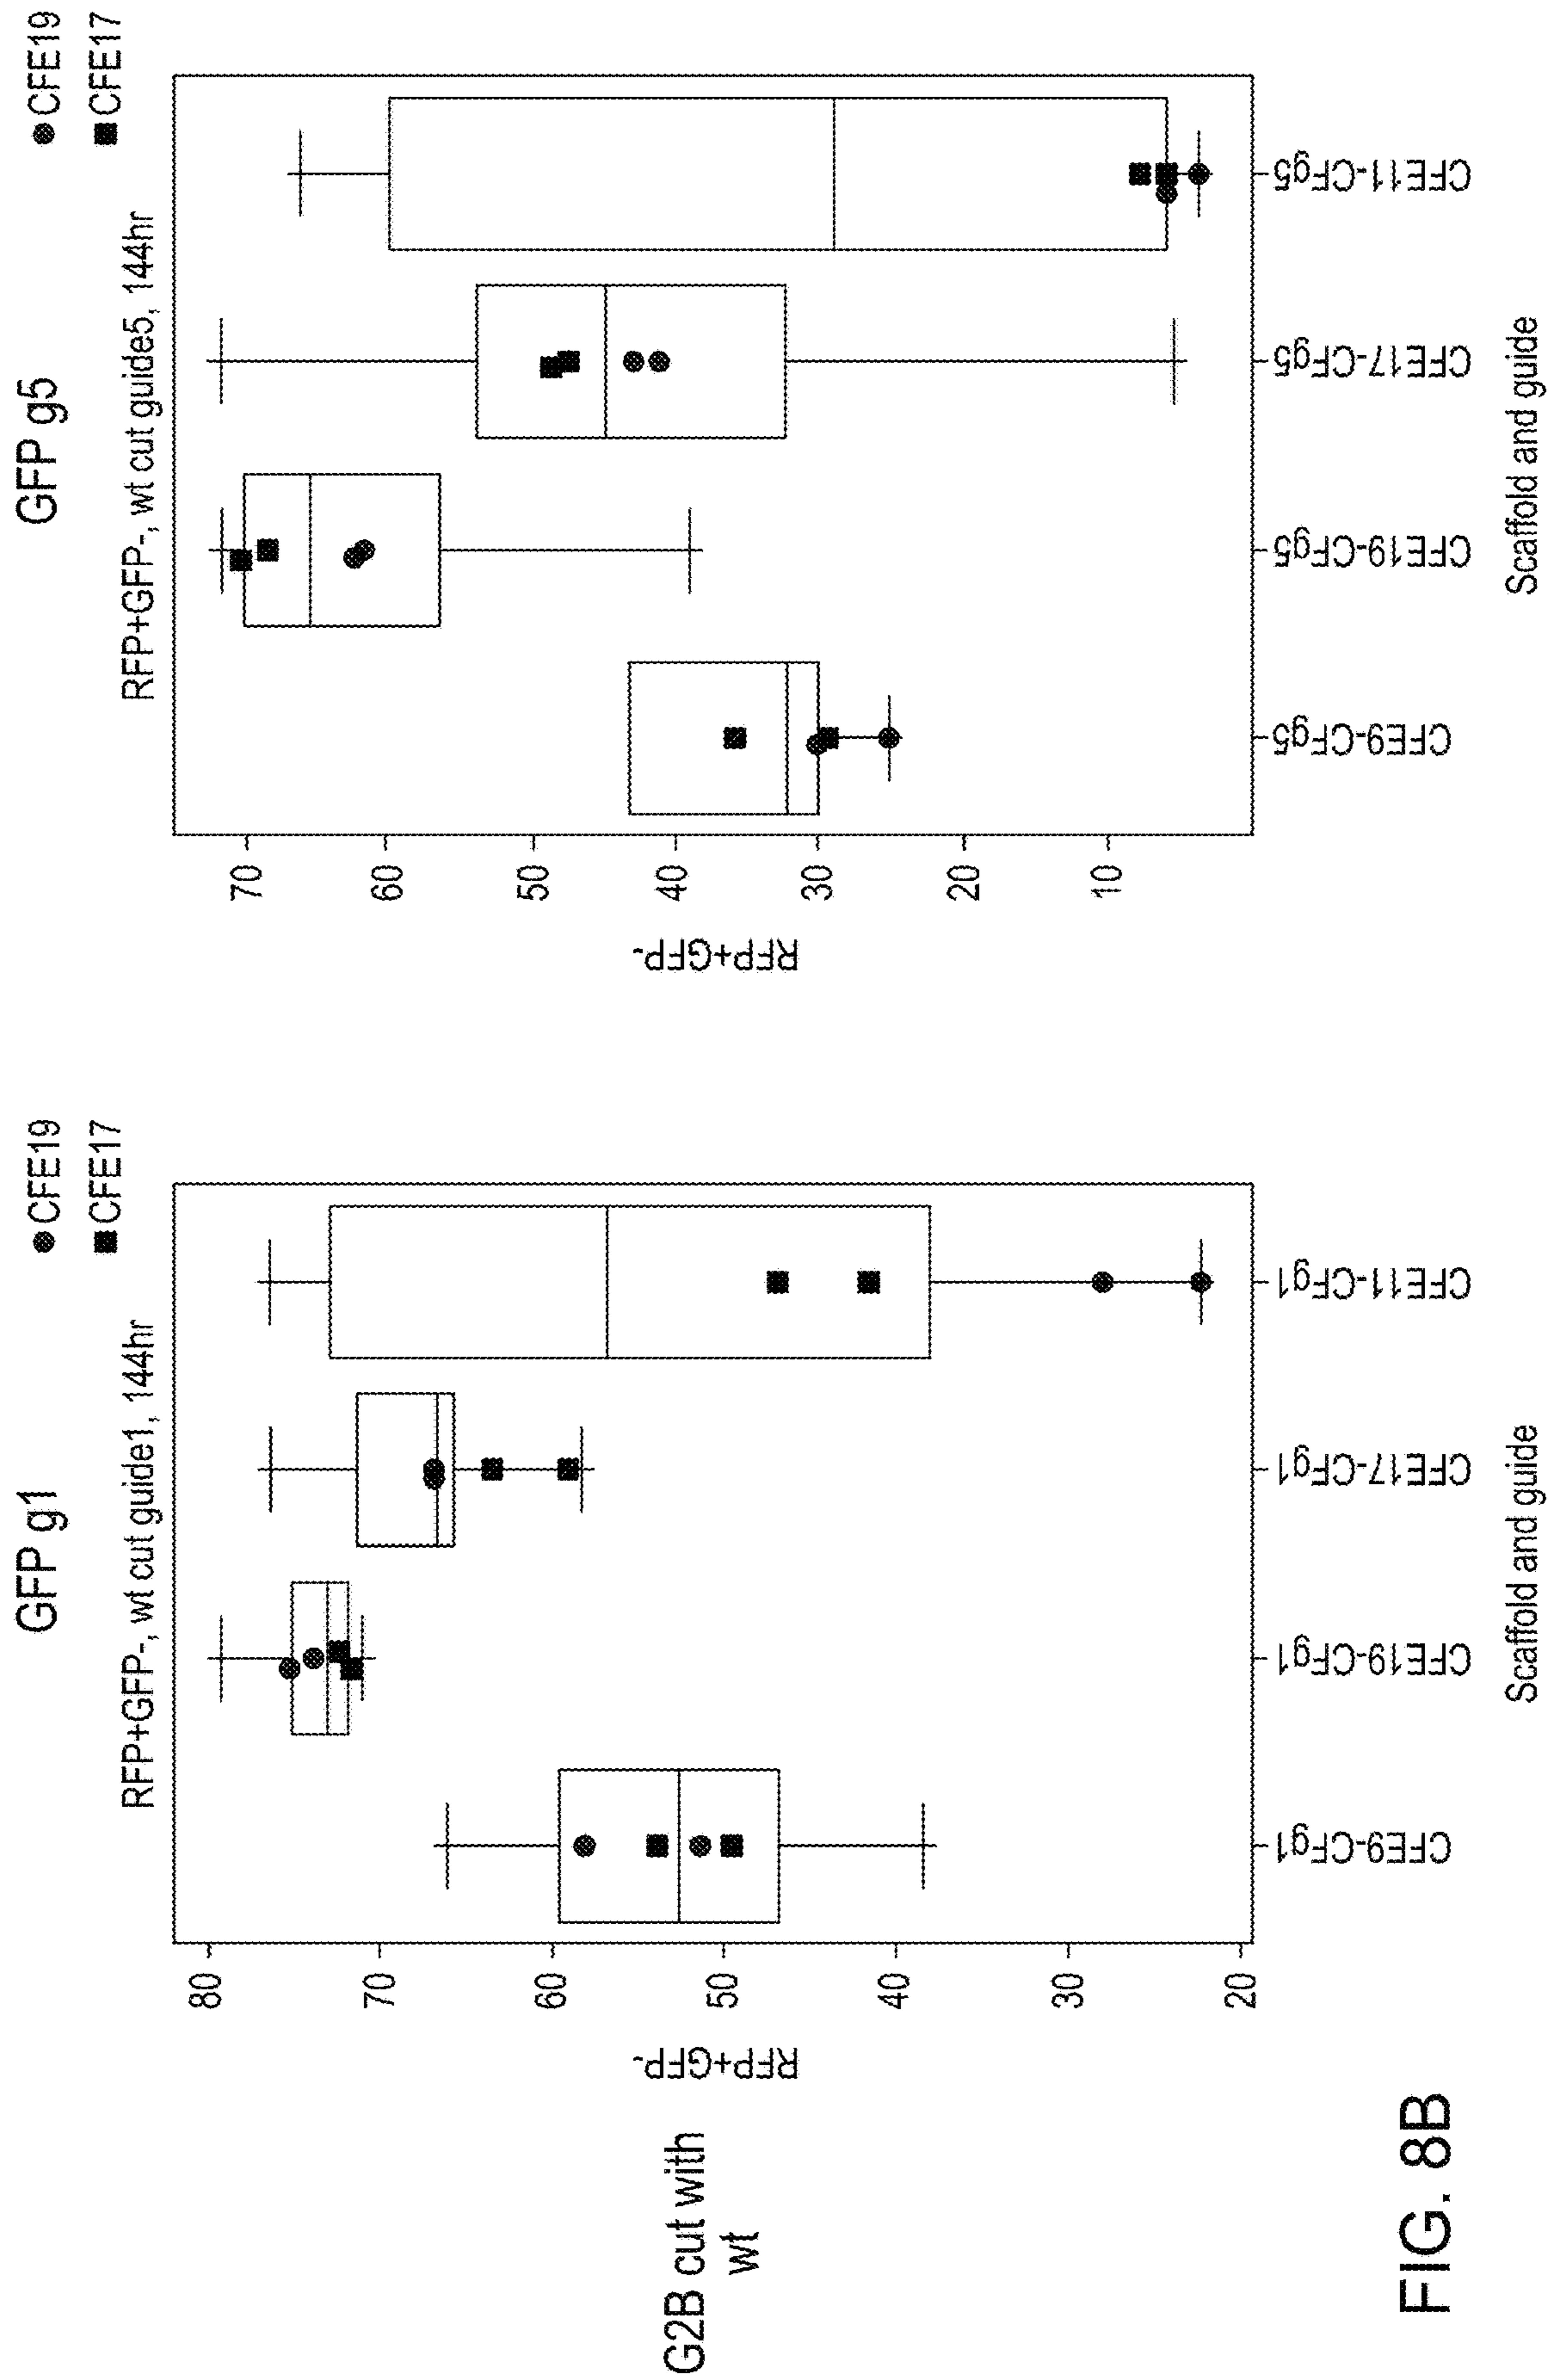 G2B cut with
wt
GFP g1
RFP+GFP-, wt cut guide1, 144hr
CFE19
CFE17
RFP+GFP-
80
70
60
50
40
30
20
CFE9-CFg1
CFE19-CFg1
CFE17-CFg1
CFE11-CFg1
Scaffold and guide
GFP g5
RFP+GFP-, wt cut guide5, 144hr
CFE19
CFE17
RFP+GFP-
70
60
50
40
30
20
10
CFE9-CFg5
CFE19-CFg5
CFE17-CFg5
CFE11-CFg5
Scaffold and guide
FIG. 8B